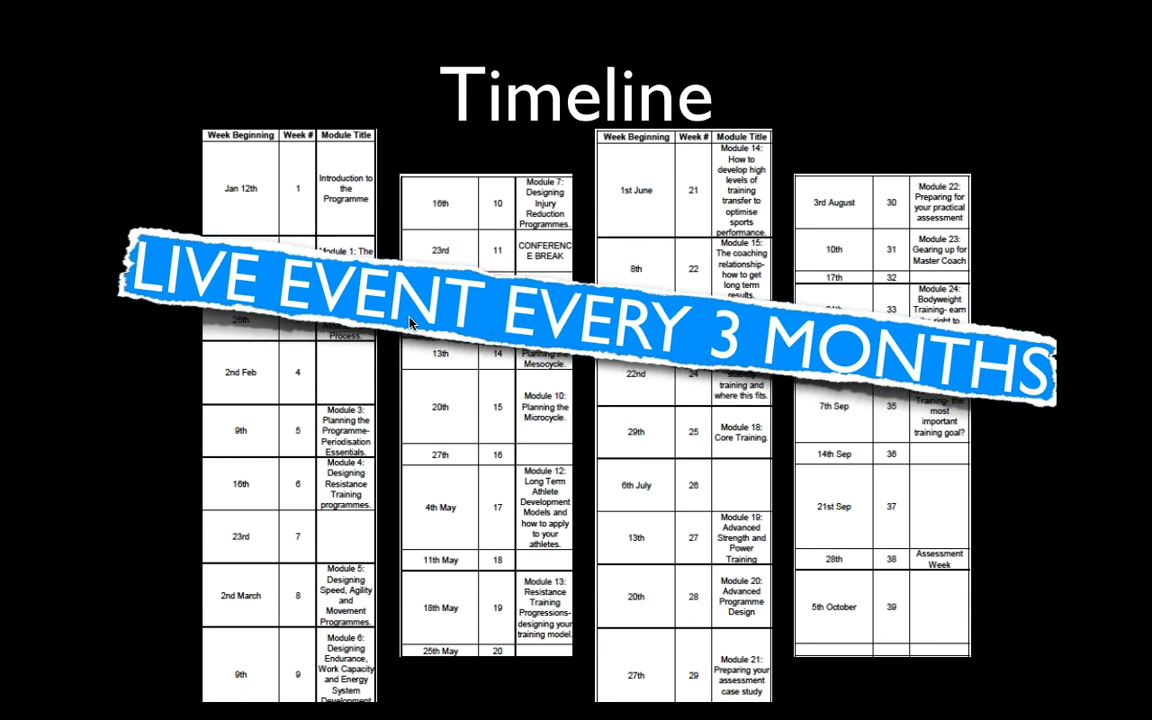 Timeline
Week Beginning Week # Module Title
Jan 12th 1 Introduction to
the
Programme
Module 1: The
26th
Process.
2nd Feb 4
9th 5 Module 3:
Planning the
Programme-
Periodisation
Essentials.
16th 6 Module 4:
Designing
Resistance
Training
programmes.
23rd 7
2nd March 8 Module 5:
Designing
Speed, Agility
and
Movement
Programmes.
9th 9 Module 6:
Designing
Endurance,
Work Capacity
and Energy
System
Development
16th 10 Module 7:
Designing
Injury
Reduction
Programmes.
23rd 11 CONFERENC
E BREAK
13th 14 Planning the
Mesocycle.
20th 15 Module 10:
Planning the
Microcycle.
27th 16
4th May 17 Module 12:
Long Term
Athlete
Development
Models and
how to apply
to your
athletes.
11th May 18
18th May 19 Module 13:
Resistance
Training
Progressions-
designing your
training model.
25th May 20
Week Beginning Week # Module Title
1st June 21 Module 14:
How to
develop high
levels of
training
transfer to
optimise
sports
performance.
8th 22 Module 15:
The coaching
relationship-
how to get
long term
results.
22nd 24
training and
where this fits.
29th 25 Module 18:
Core Training.
6th July 26
13th 27 Module 19:
Advanced
Strength and
Power
Training
20th 28 Module 20:
Advanced
Programme
Design
27th 29 Module 21:
Preparing your
assessment
case study
3rd August 30 Module 22:
Preparing for
your practical
assessment
10th 31 Module 23:
Gearing up for
Master Coach
17th 32
33 Module 24:
Bodyweight
Training- earn
7th Sep 35 Training- the
most
important
training goal?
14th Sep 36
21st Sep 37
28th 38 Assessment
Week
5th October 39
LIVE EVENT EVERY 3 MONTHS